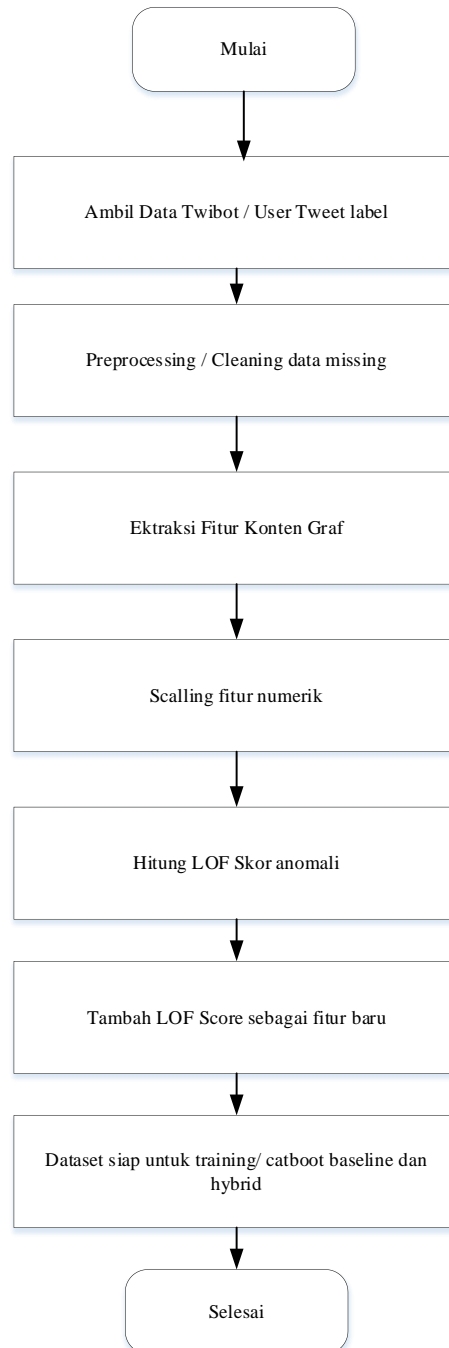 Mulai
Ambil Data Twibot / User Tweet label
Preprocessing / Cleaning data missing
Ektraksi Fitur Konten Graf
Scalling fitur numerik
Hitung LOF Skor anomali
Tambah LOF Score sebagai fitur baru
Dataset siap untuk training/ catboot baseline dan
hybrid
Selesai